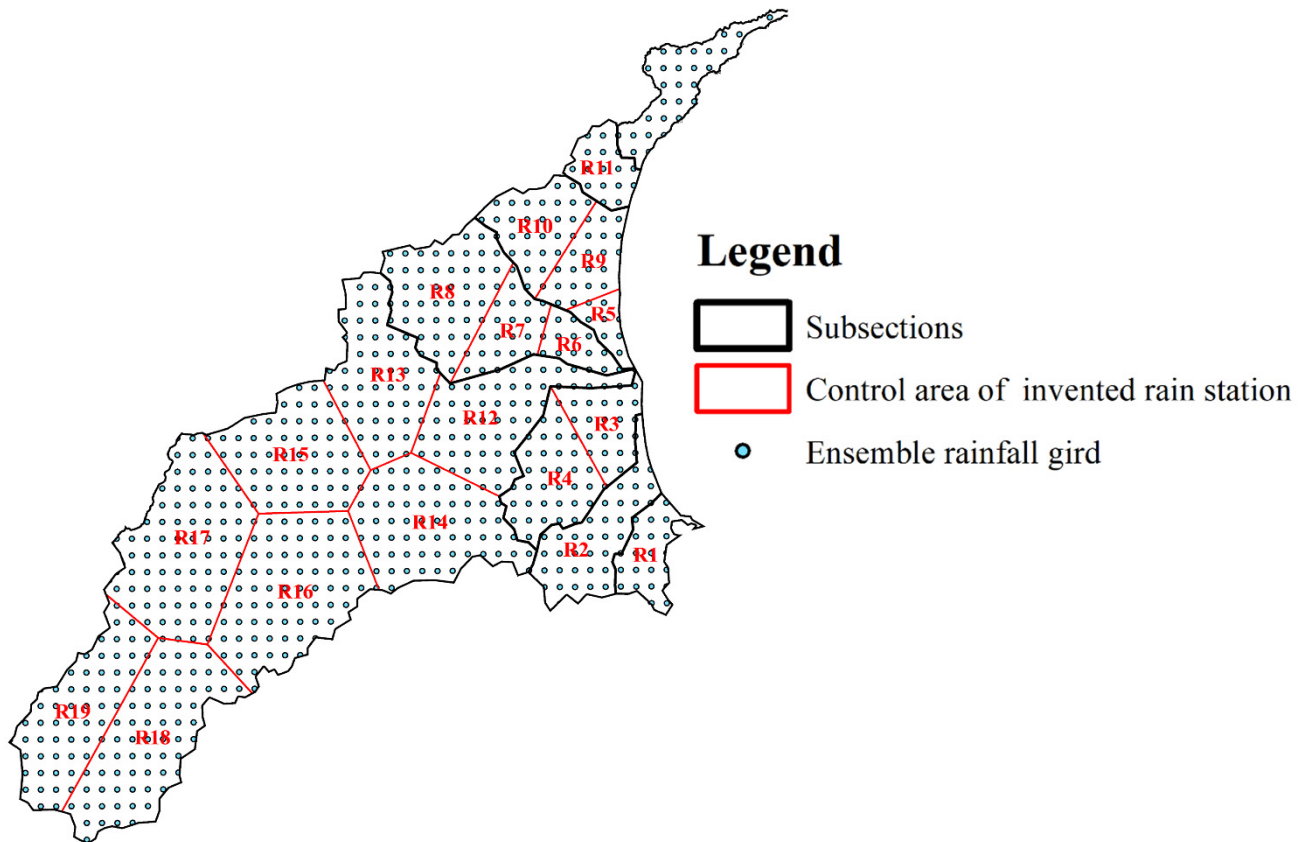 R11
R10
R9
R8
R5
R7
R6
R13
R12
R3
R15
R4
R14
R17
R2
R1
R16
R19
R18
Legend
Subsections
Control area of invented rain station
Ensemble rainfall gird